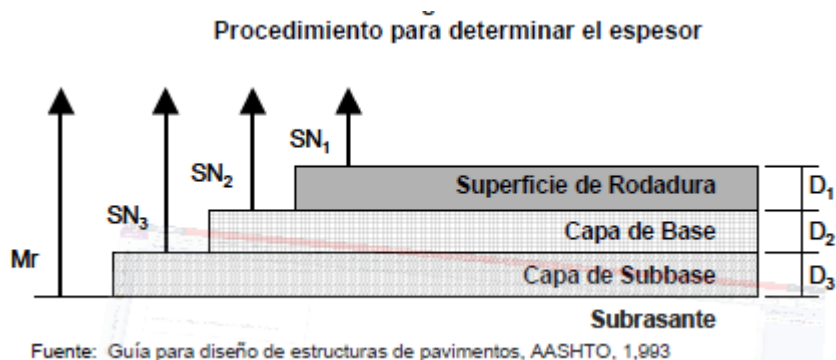 Procedimiento para determinar el espesor
SN₁
SN₂
SN₃
Mr
Superficie de Rodadura
D₁
Capa de Base
D₂
Capa de Subbase
D₃
Subrasante
Fuente: Guía para diseño de estructuras de pavimentos, AASHTO, 1,993